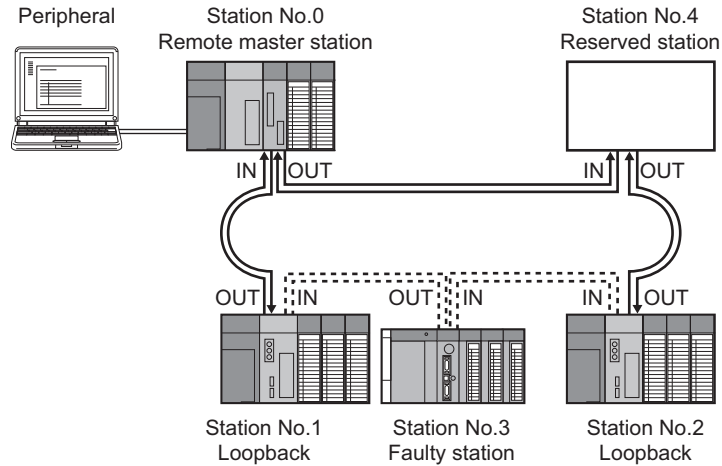 Peripheral
Station No.0
Remote master station
Station No.4
Reserved station
IN OUT
IN OUT
OUT IN
OUT IN
IN OUT
Station No.1
Loopback
Station No.3
Faulty station
Station No.2
Loopback